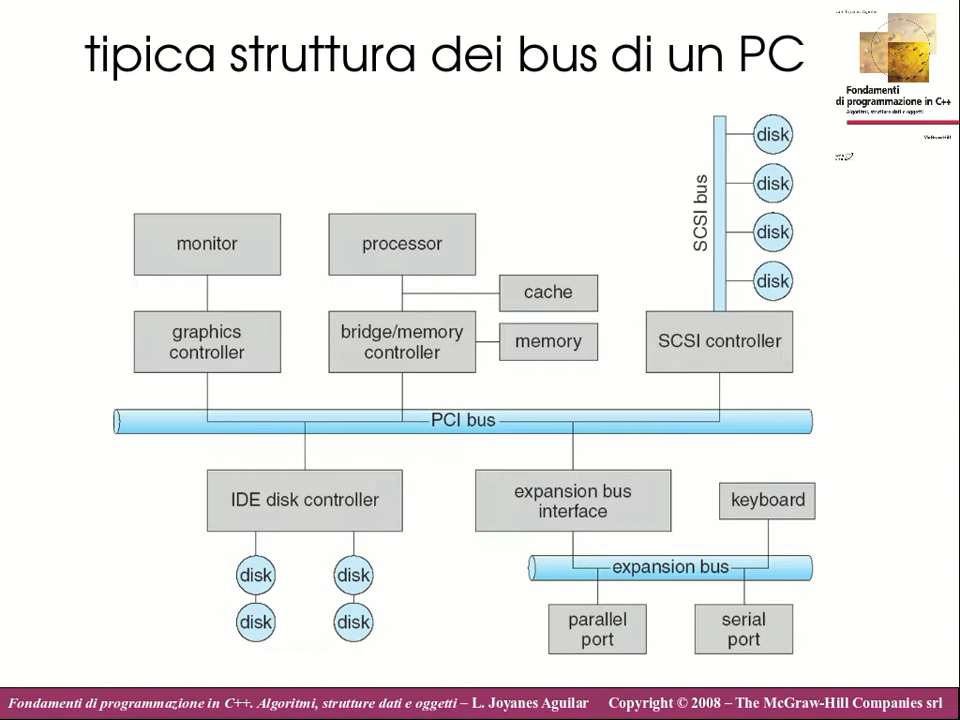 tipica struttura dei bus di un PC
Fondamenti
di programmazione in C++
Algoritmi, strutture dati e oggetti
McGraw-Hill
SCSI bus
disk
disk
disk
disk
monitor
processor
cache
graphics
controller
bridge/memory
controller
memory
SCSI controller
PCI bus
IDE disk controller
expansion bus
interface
keyboard
disk
disk
disk
disk
expansion bus
parallel
port
serial
port
Fondamenti di programmazione in C++. Algoritmi, strutture dati e oggetti – L. Joyanes Aguilar Copyright © 2008 – The McGraw-Hill Companies srl